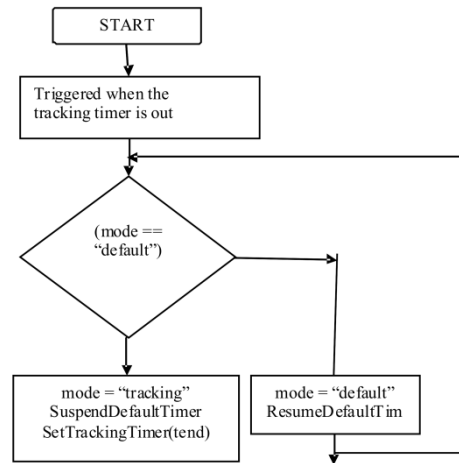 START
Triggered when the
tracking timer is out
(mode ==
“default”)
mode = “tracking”
SuspendDefaultTimer
SetTrackingTimer(tend)
mode = “default”
ResumeDefaultTim